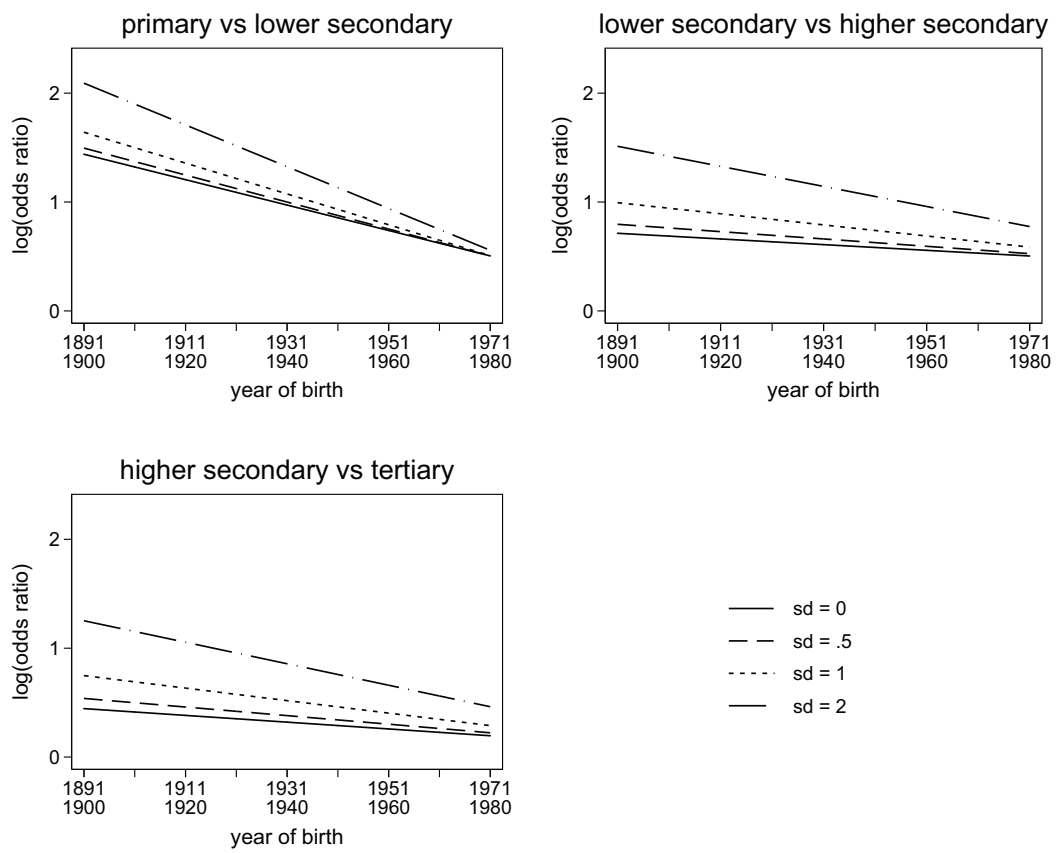 primary vs lower secondary
log(odds ratio)
2
1
0
1891 1911 1931 1951 1971
1900 1920 1940 1960 1980
year of birth
lower secondary vs higher secondary
log(odds ratio)
2
1
0
1891 1911 1931 1951 1971
1900 1920 1940 1960 1980
year of birth
higher secondary vs tertiary
log(odds ratio)
2
1
0
1891 1911 1931 1951 1971
1900 1920 1940 1960 1980
year of birth
sd = 0
sd = .5
sd = 1
sd = 2